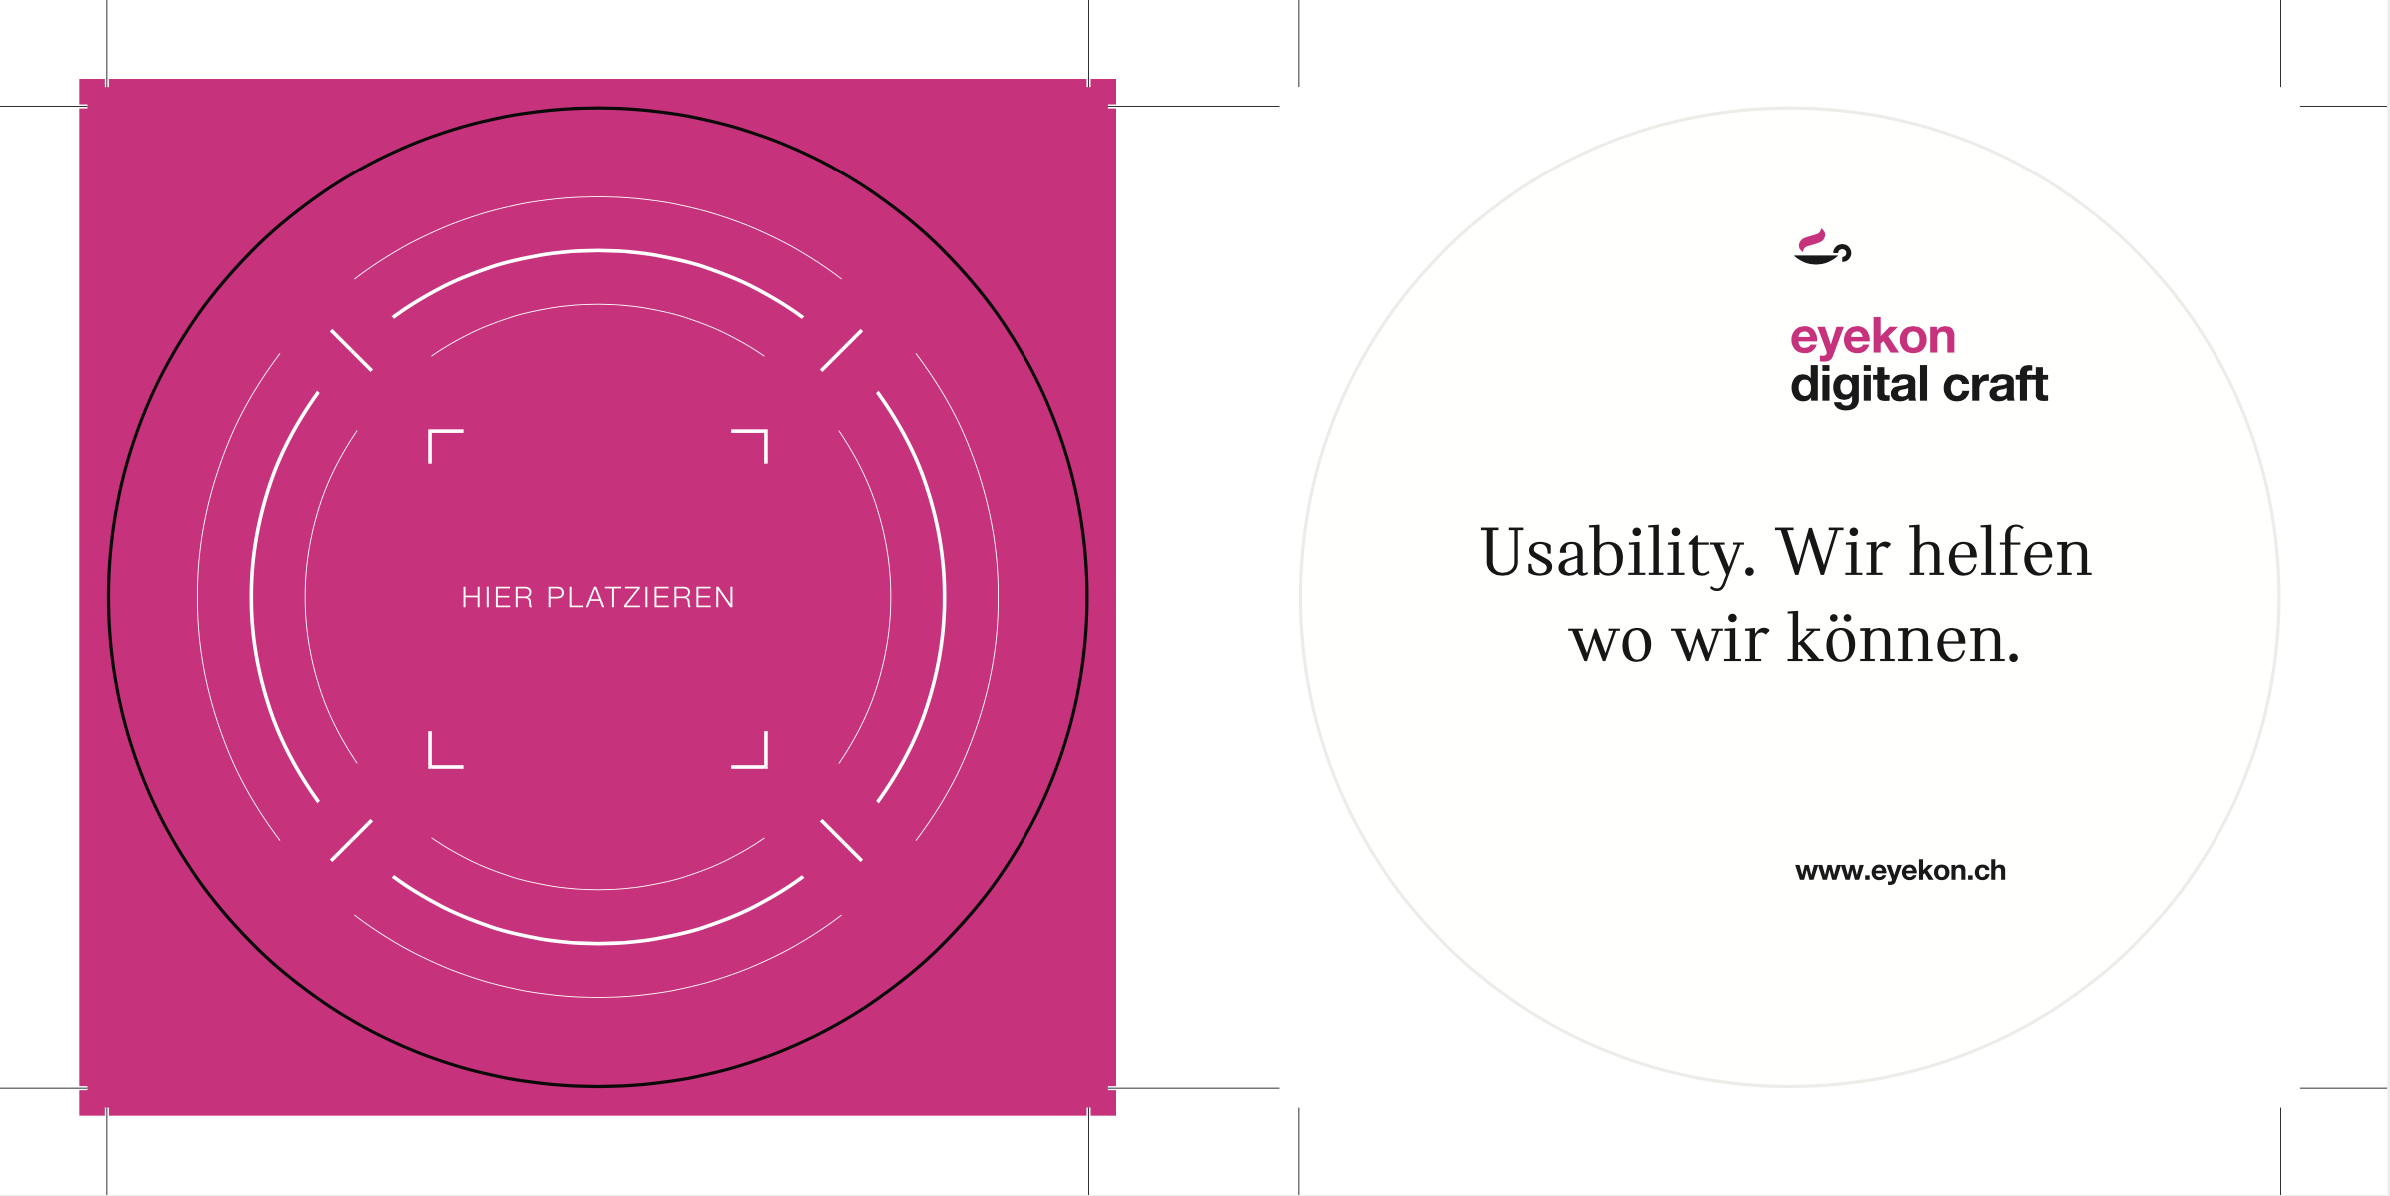 HIER PLATZIEREN
eyekon
digital craft
Usability. Wir helfen
wo wir können.
www.eyekon.ch